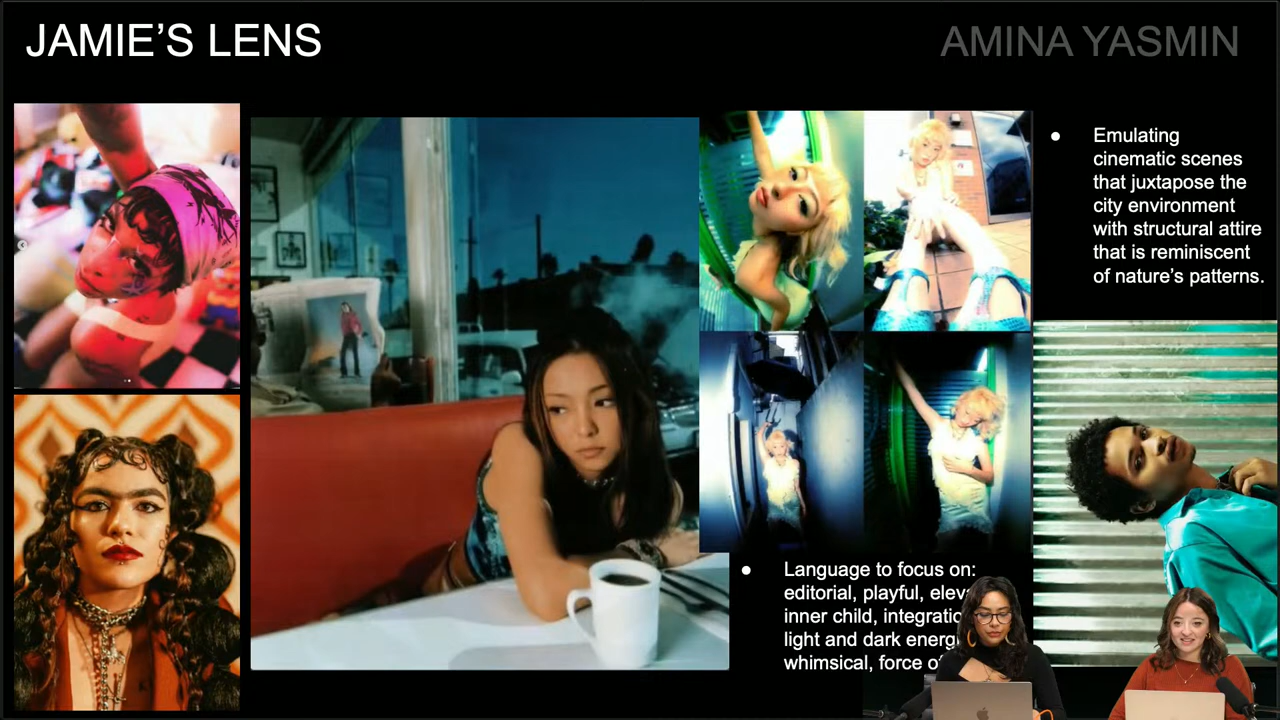 JAMIE’S LENS
AMINA YASMIN
● Emulating
cinematic scenes
that juxtapose the
city environment
with structural attire
that is reminiscent
of nature’s patterns.
● Language to focus on:
editorial, playful,
inner child,
light and dark
whimsical, force